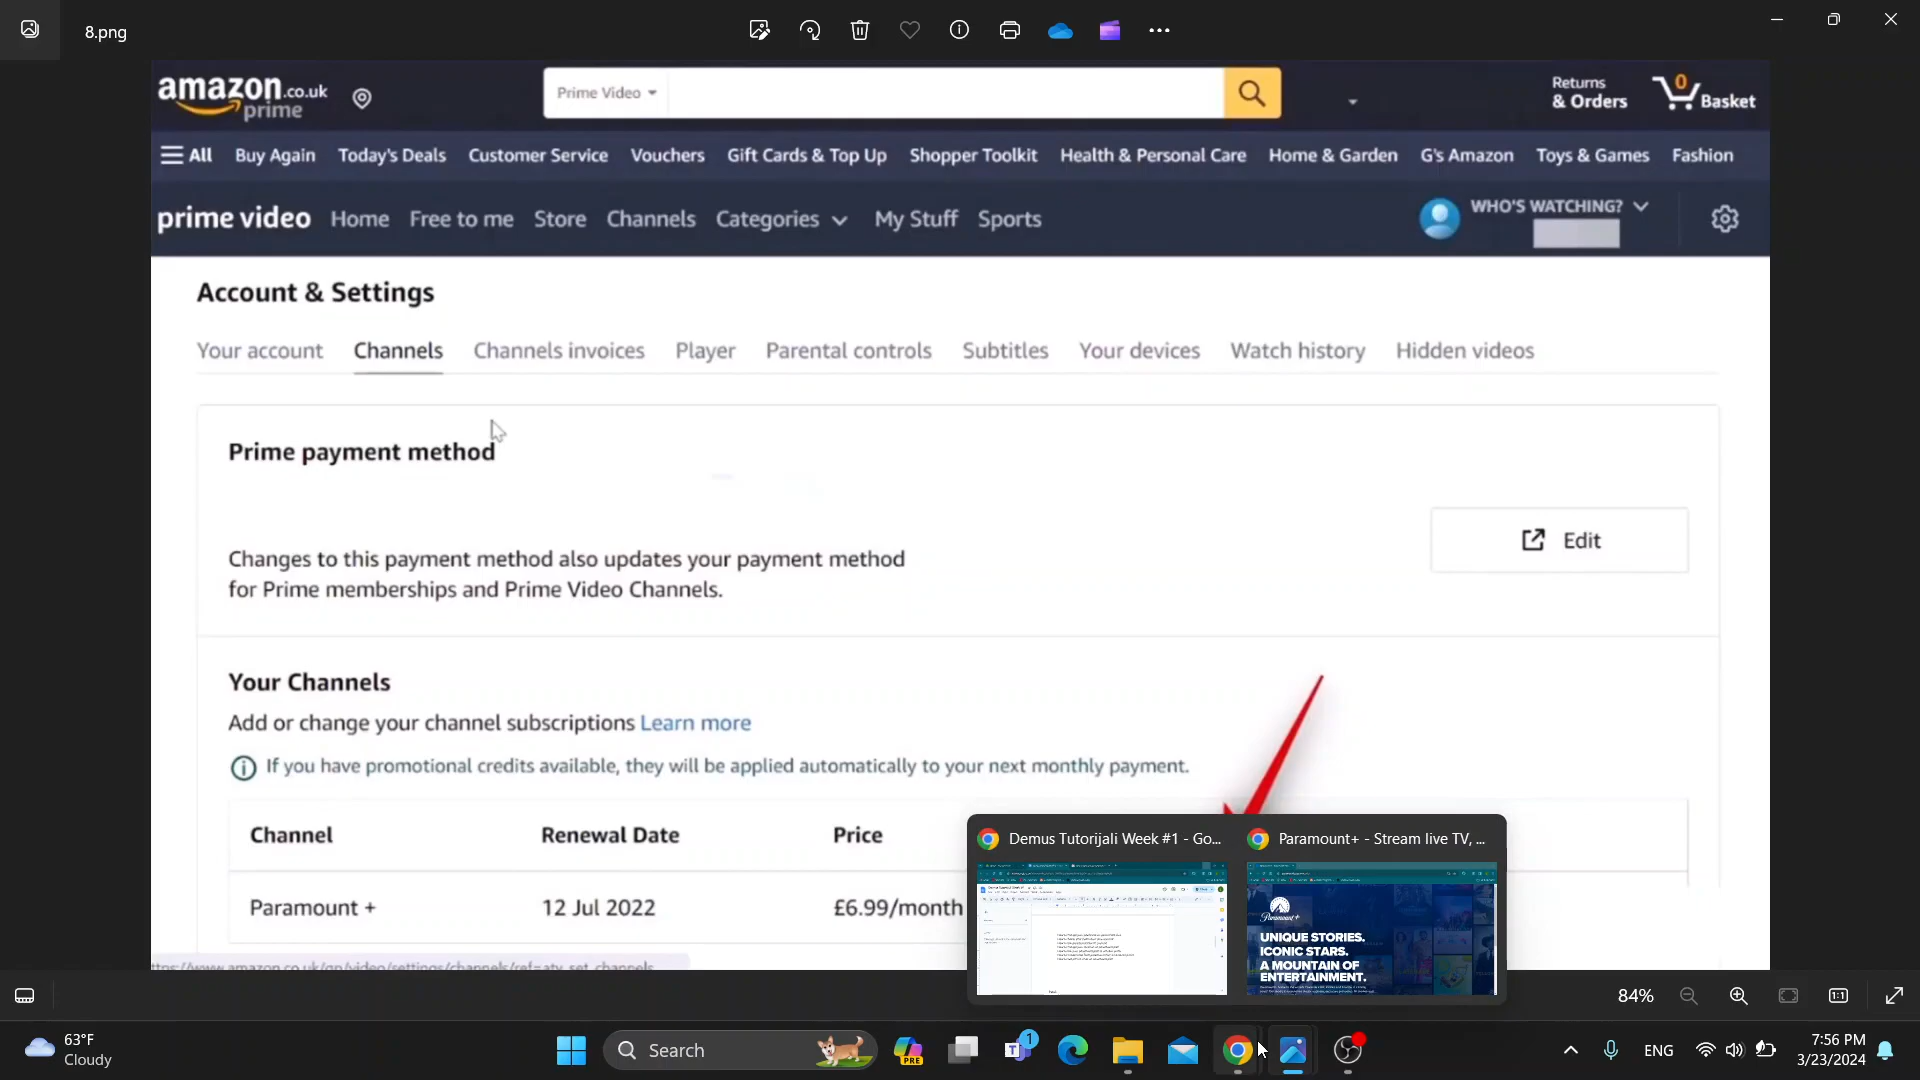 8.png
amazon.co.uk
prime
Prime Video
Returns
& Orders
0
Basket
All
Buy Again
Today's Deals
Customer Service
Vouchers
Gift Cards & Top Up
Shopper Toolkit
Health & Personal Care
Home & Garden
G's Amazon
Toys & Games
Fashion
prime video
Home
Free to me
Store
Channels
Categories
My Stuff
Sports
WHO'S WATCHING?
Account & Settings
Your account
Channels
Channels invoices
Player
Parental controls
Subtitles
Your devices
Watch history
Hidden videos
Prime payment method
Changes to this payment method also updates your payment method
for Prime memberships and Prime Video Channels.
Edit
Your Channels
Add or change your channel subscriptions Learn more
If you have promotional credits available, they will be applied automatically to your next monthly payment.
Channel
Renewal Date
Price
Paramount +
12 Jul 2022
£6.99/month
Demus Tutorijali Week #1 - Go...
Paramount+ - Stream live TV, ...
Paramount+
UNIQUE STORIES.
ICONIC STARS.
A MOUNTAIN OF
ENTERTAINMENT.
84%
1:1
63°F
Cloudy
Search
PRE
1
ENG
7:56 PM
3/23/2024